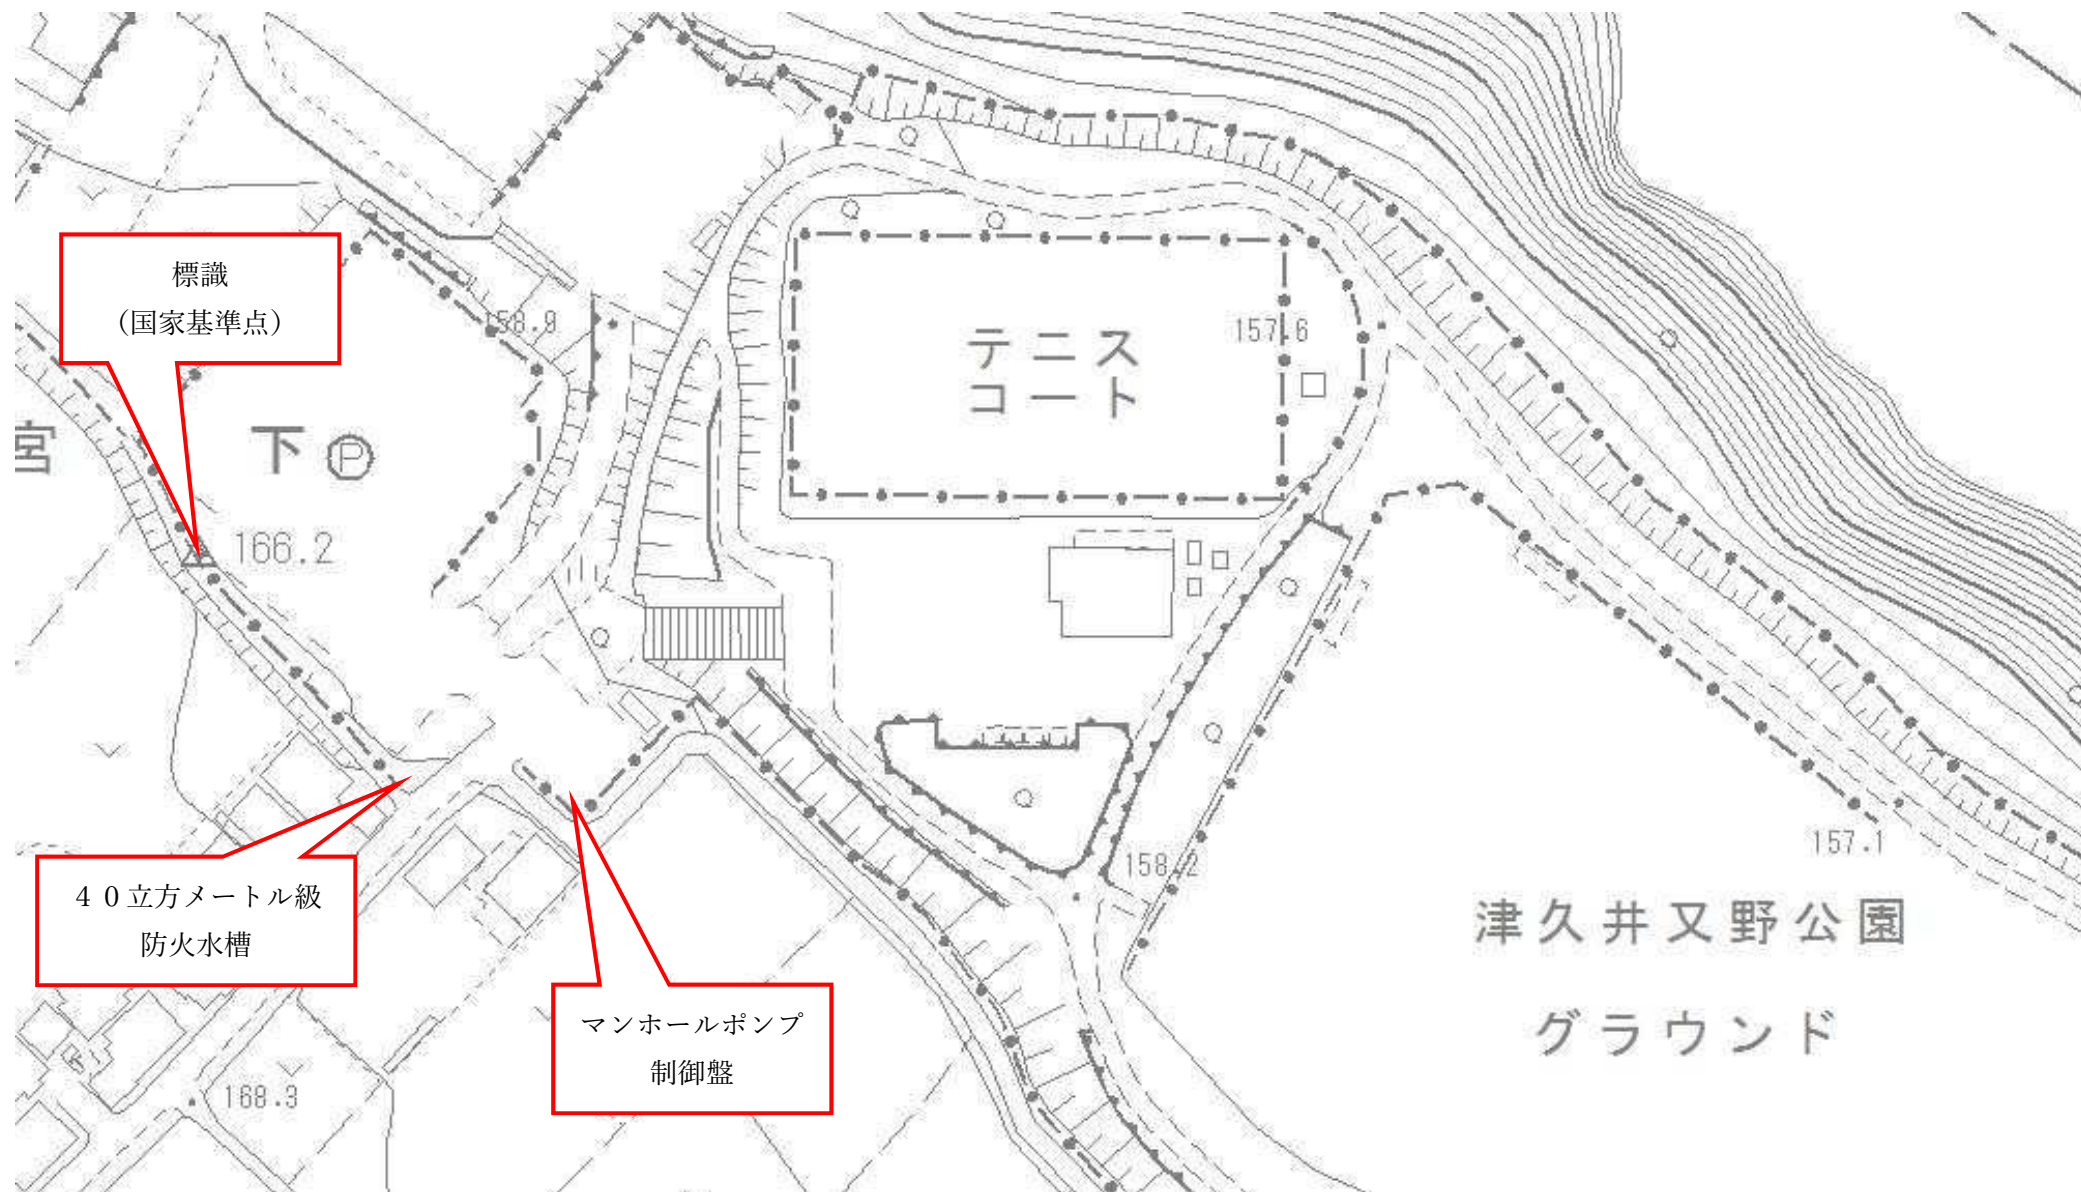 標識
（国家基準点）
158.9
157.6
テニス
コート
宮
下
P
166.2
40立方メートル級
防火水槽
マンホールポンプ
制御盤
158.2
157.1
津久井又野公園
グラウンド
168.3